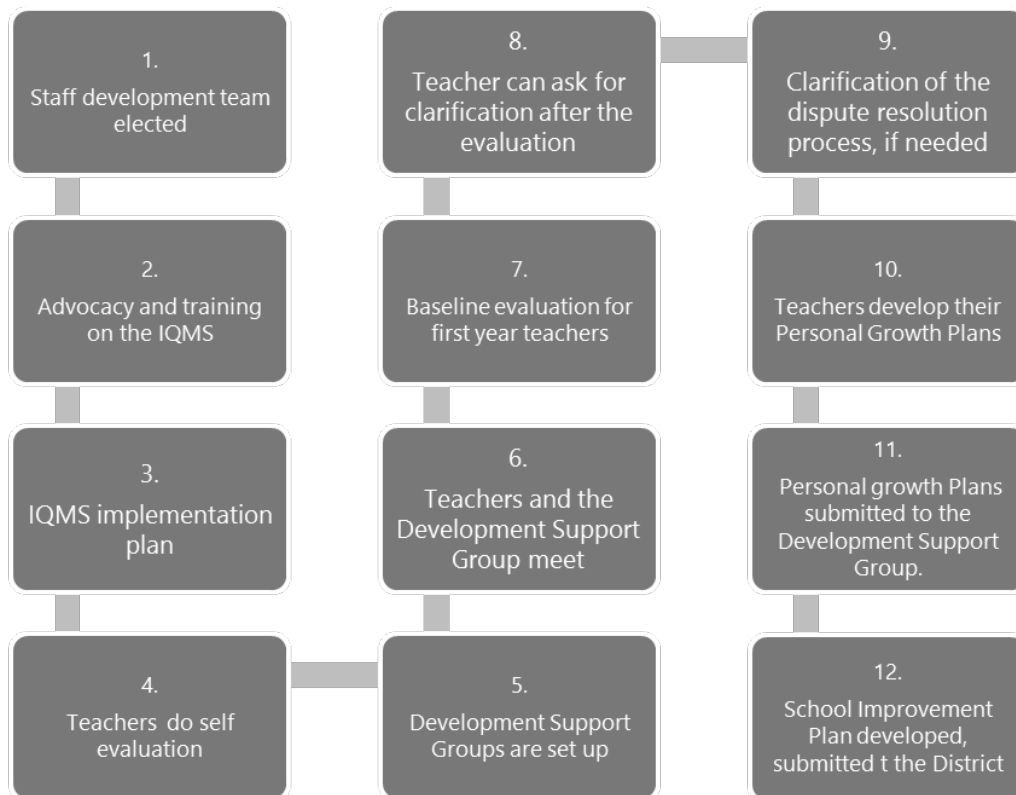 1.
Staff development team
elected
2.
Advocacy and training
on the IQMS
3.
IQMS implementation
plan
4.
Teachers do self
evaluation
5.
Development Support
Groups are set up
6.
Teachers and the
Development Support
Group meet
7.
Baseline evaluation for
first year teachers
8.
Teacher can ask for
clarification after the
evaluation
9.
Clarification of the
dispute resolution
process, if needed
10.
Teachers develop their
Personal Growth Plans
11.
Personal growth Plans
submitted to the
Development Support
Group.
12.
School Improvement
Plan developed,
submitted t the District